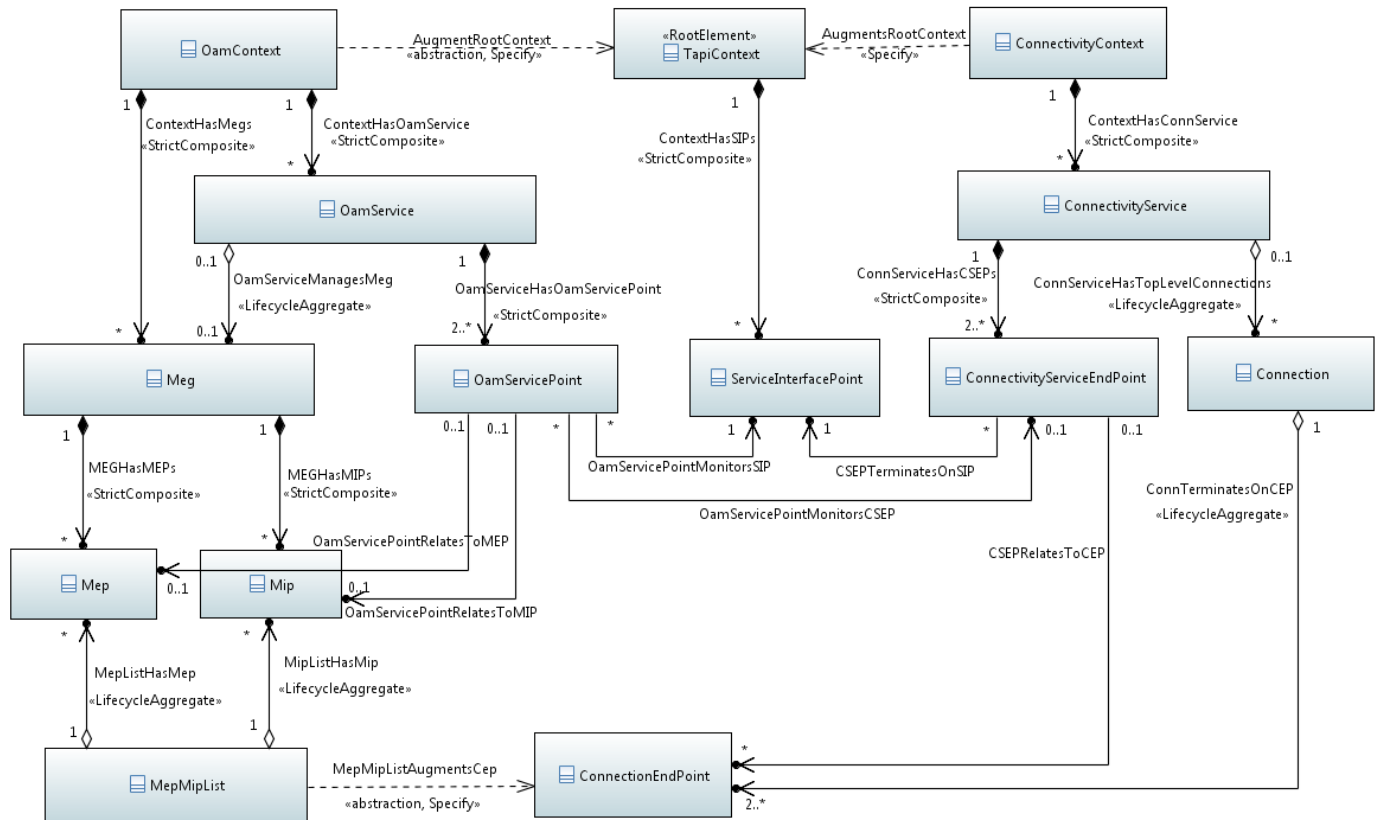 OamContext
AugmentRootContext
«abstraction, Specify»
«RootElement»
TapiContext
AugmentsRootContext
«Specify»
ConnectivityContext
1
1
1
1
ContextHasMegs
«StrictComposite»
ContextHasOamService
«StrictComposite»
ContextHasSIPs
«StrictComposite»
ContextHasConnService
«StrictComposite»
*
*
OamService
ConnectivityService
0..1
1
1
0..1
OamServiceManagesMeg
«LifecycleAggregate»
OamServiceHasOamServicePoint
«StrictComposite»
ConnServiceHasCSEPs
«StrictComposite»
ConnServiceHasTopLevelConnections
«LifecycleAggregate»
*
0..1
2..*
*
2..*
*
Meg
OamServicePoint
ServiceInterfacePoint
ConnectivityServiceEndPoint
Connection
1
1
0..1
0..1
*
*
1
1
*
0..1
0..1
1
MEGHasMEPs
«StrictComposite»
MEGHasMIPs
«StrictComposite»
OamServicePointMonitorsSIP
CSEPTerminatesOnSIP
ConnTerminatesOnCEP
«LifecycleAggregate»
OamServicePointMonitorsCSEP
*
*
OamServicePointRelatesToMEP
CSEPRelatesToCEP
Mep
0..1
Mip
0..1
OamServicePointRelatesToMIP
*
*
MepListHasMep
«LifecycleAggregate»
MipListHasMip
«LifecycleAggregate»
1
1
MepMipList
MepMipListAugmentsCep
«abstraction, Specify»
ConnectionEndPoint
*
2..*